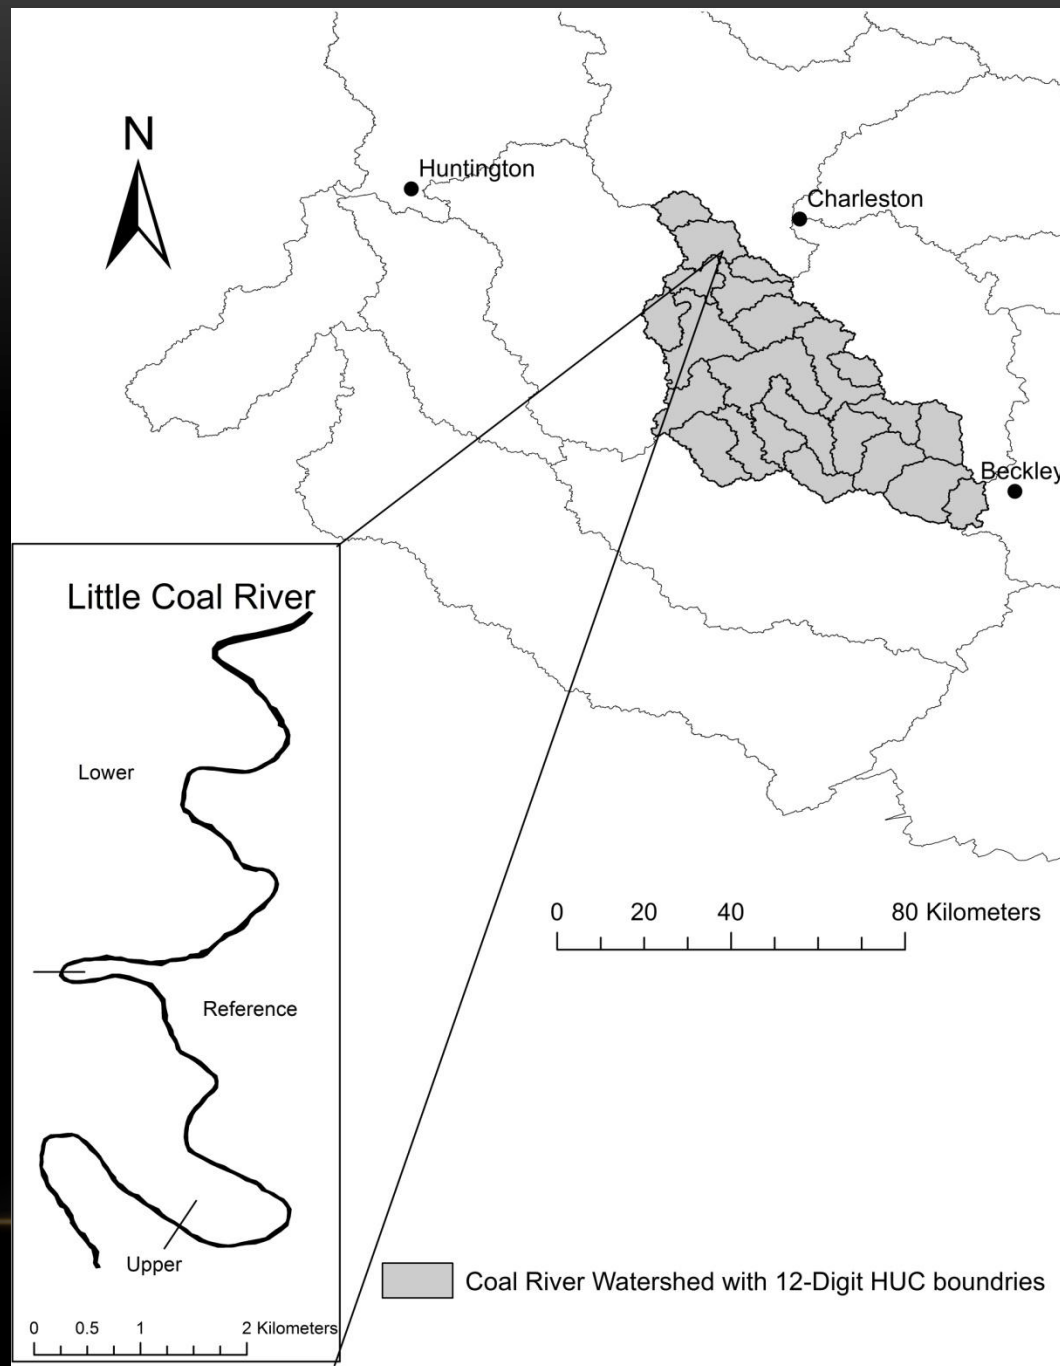 N
Huntington
Charleston
Beckley
Little Coal River
Lower
Reference
Upper
0 0.5 1 2 Kilometers
0 20 40 80 Kilometers
Coal River Watershed with 12-Digit HUC boundries